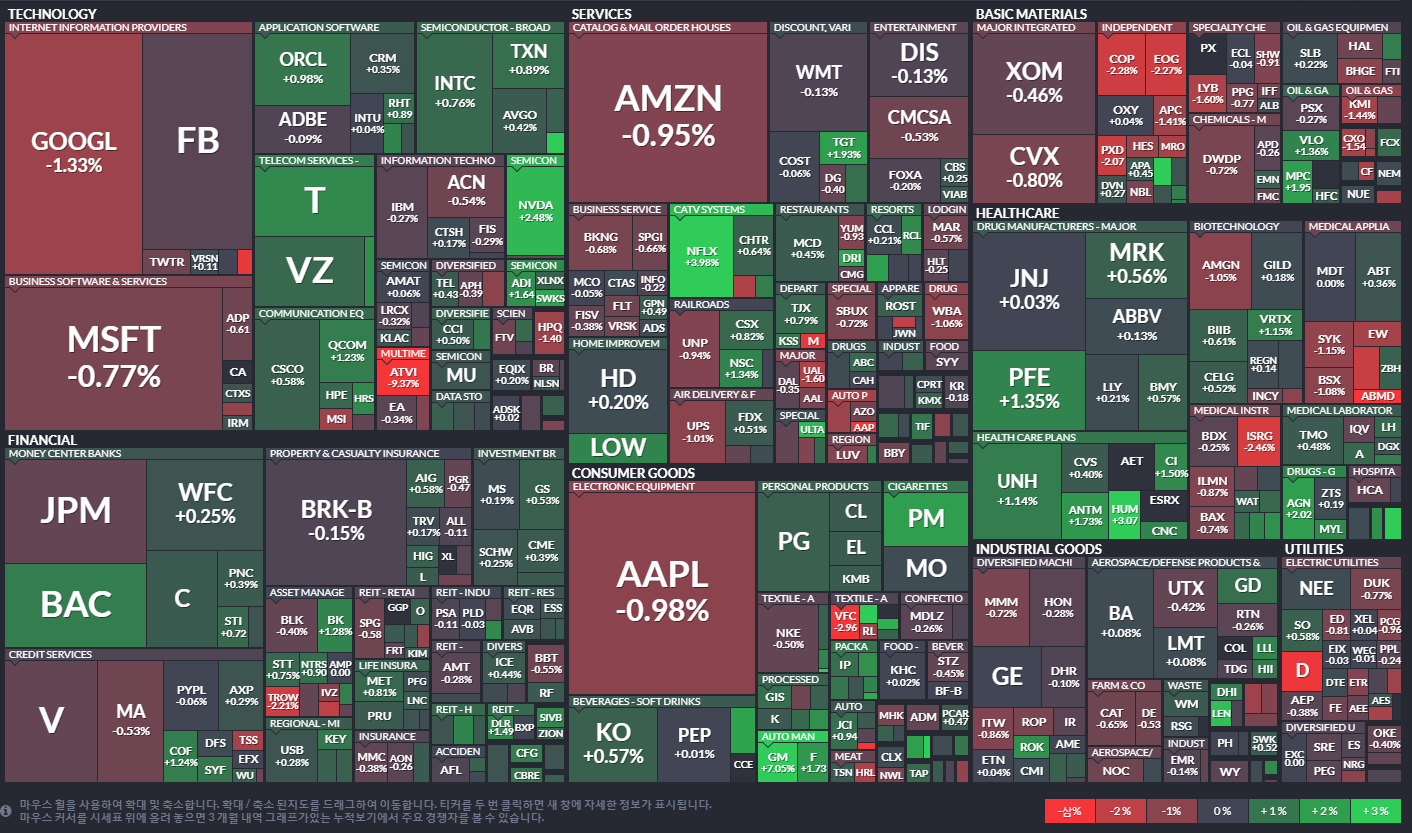 TECHNOLOGY
INTERNET INFORMATION PROVIDERS
GOOGL
-1.33%
FB
TWTR
VRSN
+0.11
APPLICATION SOFTWARE
ORCL
+0.98%
CRM
+0.35%
ADBE
-0.09%
INTU
+0.04%
RHT
+0.89
SEMICONDUCTOR - BROAD
INTC
+0.76%
TXN
+0.89%
AVGO
+0.42%
TELECOM SERVICES -
T
VZ
INFORMATION TECHNO
IBM
-0.27%
ACN
-0.54%
CTSH
+0.17%
FIS
-0.29%
SEMICON
NVDA
+2.48%
BUSINESS SOFTWARE & SERVICES
MSFT
-0.77%
ADP
-0.61
CA
CTXS
IRM
COMMUNICATION EQ
CSCO
+0.58%
QCOM
+1.23%
HPE
HRS
MSI
SEMICON
AMAT
+0.06%
LRCX
-0.32%
KLAC
DIVERSIFIED
TEL
+0.43
APH
-0.39
SEMICON
ADI
+1.64
XLNX
SWKS
DIVERSIFIE
CCI
+0.50%
SCIEN
FTV
HPQ
-1.40
MULTIME
ATVI
-9.37%
EA
-0.34%
SEMICON
MU
EQIX
+0.20%
BR
NLSN
DATA STO
ADSK
+0.02
SERVICES
CATALOG & MAIL ORDER HOUSES
AMZN
-0.95%
DISCOUNT, VARI
WMT
-0.13%
COST
-0.06%
TGT
+1.93%
DG
-0.40
ENTERTAINMENT
DIS
-0.13%
CMCSA
-0.53%
FOXA
-0.20%
CBS
+0.25
VIAB
BUSINESS SERVICE
BKNG
-0.68%
SPGI
-0.66%
MCO
-0.05%
CTAS
INFO
-0.22
FISV
-0.38%
FLT
GPN
+0.49
VRSK
ADS
CATV SYSTEMS
NFLX
+3.98%
CHTR
+0.64%
RESTAURANTS
MCD
+0.45%
YUM
-0.93
DRI
CMG
RESORTS
CCL
+0.21%
RCL
LODGIN
MAR
-0.57%
HLT
-0.25
RAILROADS
UNP
-0.94%
CSX
+0.82%
NSC
+1.34%
DEPART
TJX
+0.79%
KSS
M
SPECIAL
SBUX
-0.72%
APPARE
ROST
JWN
DRUG
WBA
-1.06%
HOME IMPROVEM
HD
+0.20%
LOW
MAJOR
DAL
-0.35
UAL
-1.60
AAL
DRUGS
ABC
CAH
INDUST
FOOD
SYY
CPRT
KR
-0.18
KMX
AIR DELIVERY & F
UPS
-1.01%
FDX
+0.51%
SPECIAL
ULTA
AUTO P
AZO
AAP
TIF
REGION
LUV
BBY
BASIC MATERIALS
MAJOR INTEGRATED
XOM
-0.46%
CVX
-0.80%
INDEPENDENT
COP
-2.28%
EOG
-2.27%
OXY
+0.04%
APC
-1.41%
PXD
-2.07
HES
MRO
APA
+0.45
DVN
+0.27
NBL
SPECIALTY CHE
PX
ECL
-0.04
SHW
-0.91
LYB
-1.60%
PPG
-0.77
IFF
ALB
OIL & GAS EQUIPMEN
SLB
+0.22%
HAL
BHGE
FTI
CHEMICALS - M
DWDP
-0.72%
APD
-0.26
EMN
FMC
OIL & GA
PSX
-0.27%
VLO
+1.36%
MPC
+1.95
HFC
OIL & GAS
KMI
-1.44%
CXO
-1.54
FCX
CF
NEM
NUE
HEALTHCARE
DRUG MANUFACTURERS - MAJOR
JNJ
+0.03%
MRK
+0.56%
ABBV
+0.13%
PFE
+1.35%
LLY
+0.21%
BMY
+0.57%
BIOTECHNOLOGY
AMGN
-1.05%
GILD
+0.18%
BIIB
+0.61%
VRTX
+1.15%
CELG
+0.52%
REGN
+0.14
INCY
MEDICAL APPLIA
MDT
0.00%
ABT
+0.36%
SYK
-1.15%
EW
BSX
-1.08%
ZBH
ABMD
HEALTH CARE PLANS
UNH
+1.14%
CVS
+0.40%
AET
CI
+1.50%
ANTM
+1.73%
HUM
+3.07
ESRX
CNC
MEDICAL INSTR
BDX
-0.25%
ISRG
-2.46%
ILMN
-0.87%
WAT
BAX
-0.74%
MEDICAL LABORATOR
TMO
+0.48%
IQV
LH
A
DGX
DRUGS - G
AGN
+2.02
ZTS
+0.19
MYL
HOSPITA
HCA
FINANCIAL
MONEY CENTER BANKS
JPM
WFC
+0.25%
BAC
C
PNC
+0.39%
STI
+0.72
PROPERTY & CASUALTY INSURANCE
BRK-B
-0.15%
AIG
+0.58%
PGR
-0.47
TRV
+0.17%
ALL
-0.11
HIG
XL
L
INVESTMENT BR
MS
+0.19%
GS
+0.53%
SCHW
+0.25%
CME
+0.39%
CREDIT SERVICES
V
MA
-0.53%
PYPL
-0.06%
AXP
+0.29%
COF
+1.24%
DFS
TSS
SYF
EFX
WU
ASSET MANAGE
BLK
-0.40%
BK
+1.28%
STT
+0.75%
NTRS
+0.90
AMP
0.00
TROW
-2.21%
IVZ
REIT - RETAI
SPG
-0.58
GGP
O
FRT
KIM
REIT - INDU
PSA
-0.11
PLD
-0.03
REIT - RES
EQR
ESS
AVB
LIFE INSURA
MET
+0.81%
PFG
LNC
PRU
REIT -
AMT
-0.28%
DIVERS
ICE
+0.44%
BBT
-0.55%
RF
REGIONAL - MI
USB
+0.28%
KEY
INSURANCE
MMC
-0.38%
AON
-0.26
REIT - H
REIT -
DLR
+1.49
BXP
SIVB
ZION
ACCIDEN
AFL
CFG
CBRE
CONSUMER GOODS
ELECTRONIC EQUIPMENT
AAPL
-0.98%
PERSONAL PRODUCTS
PG
CL
EL
KMB
CIGARETTES
PM
MO
TEXTILE - A
NKE
-0.50%
TEXTILE - A
VFC
-2.96
RL
CONFECTIO
MDLZ
-0.26%
PACKA
IP
FOOD -
KHC
+0.02%
BEVER
STZ
-0.45%
BF-B
BEVERAGES - SOFT DRINKS
KO
+0.57%
PEP
+0.01%
CCE
PROCESSED
GIS
K
AUTO
JCI
+0.94
MHK
ADM
PCAR
+0.47
AUTO MAN
GM
+7.05%
F
+1.73
MEAT
TSN
HRL
CLX
NWL
TAP
INDUSTRIAL GOODS
DIVERSIFIED MACHI
MMM
-0.72%
HON
-0.28%
GE
DHR
-0.10%
ITW
-0.86%
ROP
IR
ROK
AME
ETN
+0.04%
CMI
AEROSPACE/DEFENSE PRODUCTS &
BA
+0.08%
UTX
-0.42%
GD
RTN
-0.26%
LMT
+0.08%
COL
LLL
TDG
HII
FARM & CO
CAT
-0.65%
DE
-0.53
WASTE
WM
RSG
DHI
LEN
AEROSPACE/
NOC
INDUST
EMR
-0.14%
PH
SWK
+0.52
WY
UTILITIES
ELECTRIC UTILITIES
NEE
DUK
-0.77%
SO
+0.58%
ED
-0.81
XEL
+0.04
PCG
-0.96
D
EIX
-0.03
WEC
-0.01
PPL
-0.24
DTE
ETR
AEP
-0.38%
FE
AEE
AES
DIVERSIFIED U
EXC
0.00
SRE
ES
OKE
-0.40%
PEG
NRG
마우스 휠을 사용하여 확대 및 축소합니다. 확대 / 축소 된지도를 드래그하여 이동합니다. 티커를 두 번 클릭하면 새 창에 자세한 정보가 표시됩니다.
마우스 커서를 시세표 위에 올려 놓으면 3 개월 내역 그래프가있는 누적보기에서 주요 경쟁자를 볼 수 있습니다.
-삼%
-2 %
-1 %
0 %
+1 %
+2 %
+3 %